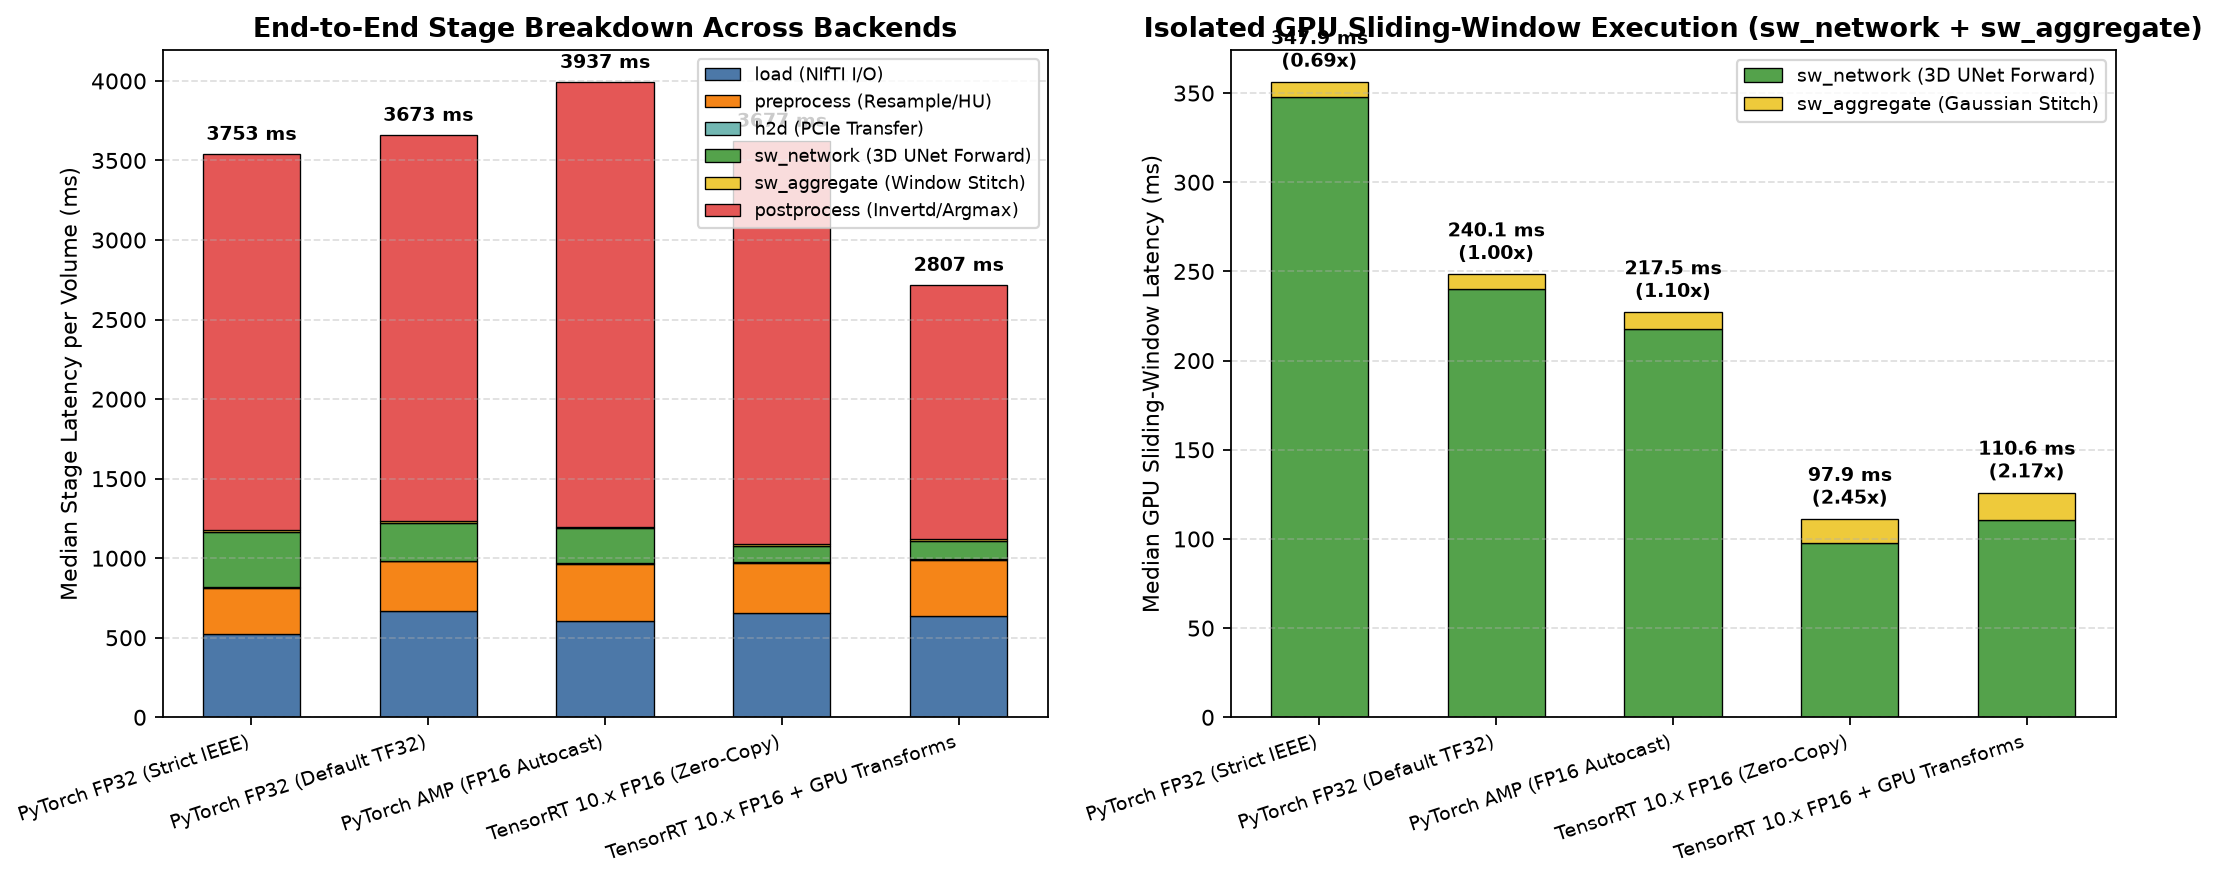 End-to-End Stage Breakdown Across Backends
Median Stage Latency per Volume (ms)
4000
3500
3000
2500
2000
1500
1000
500
0
3753 ms
3673 ms
3937 ms
3677 ms
2807 ms
load (NIfTI I/O)
preprocess (Resample/HU)
h2d (PCIe Transfer)
sw_network (3D UNet Forward)
sw_aggregate (Window Stitch)
postprocess (Invertd/Argmax)
PyTorch FP32 (Strict IEEE)
PyTorch FP32 (Default TF32)
PyTorch AMP (FP16 Autocast)
TensorRT 10.x FP16 (Zero-Copy)
TensorRT 10.x FP16 + GPU Transforms
Isolated GPU Sliding-Window Execution (sw_network + sw_aggregate)
Median GPU Sliding-Window Latency (ms)
350
300
250
200
150
100
50
0
347.9 ms
(0.69x)
240.1 ms
(1.00x)
217.5 ms
(1.10x)
97.9 ms
(2.45x)
110.6 ms
(2.17x)
sw_network (3D UNet Forward)
sw_aggregate (Gaussian Stitch)
PyTorch FP32 (Strict IEEE)
PyTorch FP32 (Default TF32)
PyTorch AMP (FP16 Autocast)
TensorRT 10.x FP16 (Zero-Copy)
TensorRT 10.x FP16 + GPU Transforms